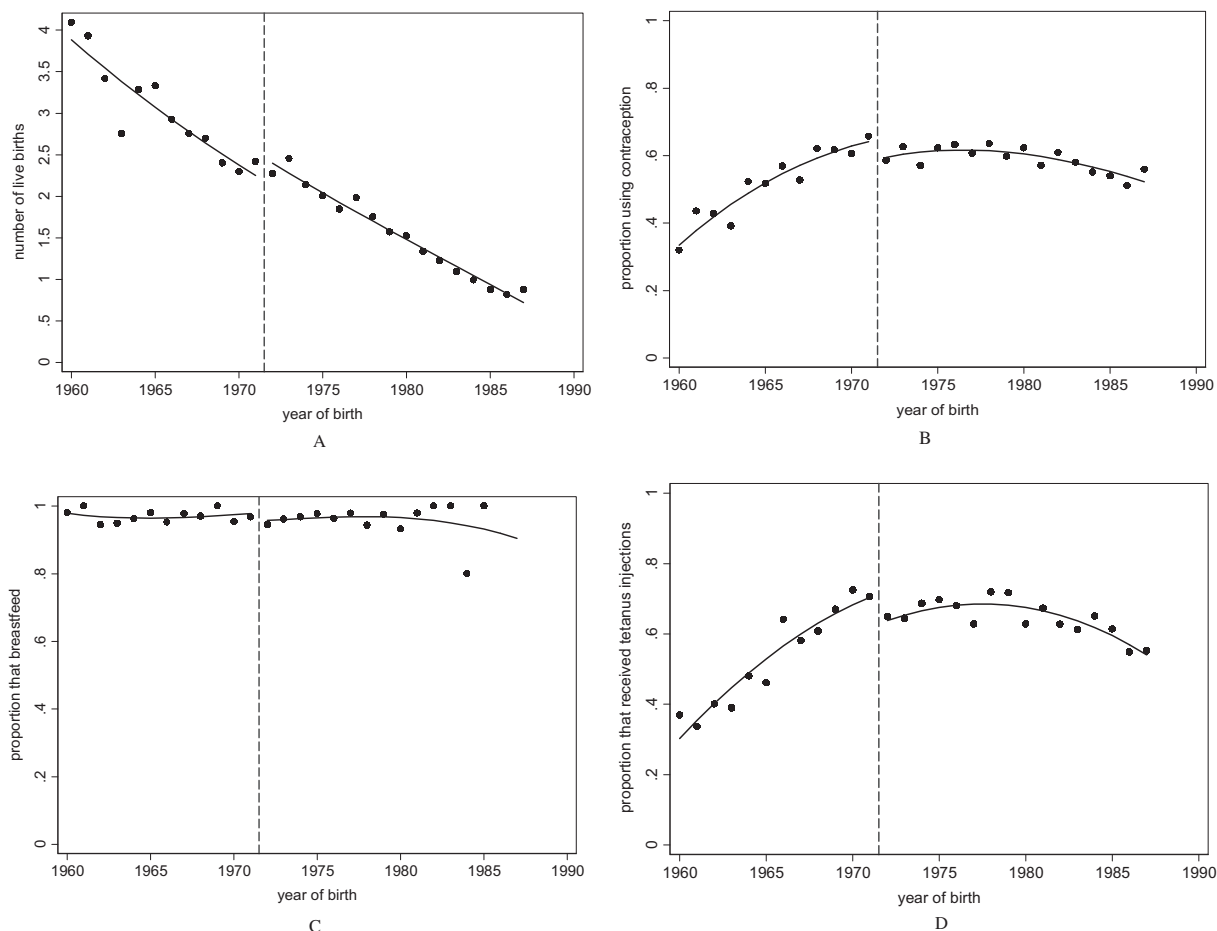 number of live births
4
3.5
3
2.5
2
1.5
1
.5
0
1960 1965 1970 1975 1980 1985 1990
year of birth
A
proportion using contraception
1
.8
.6
.4
.2
0
1960 1965 1970 1975 1980 1985 1990
year of birth
B
proportion that breastfeed
1
.8
.6
.4
.2
0
1960 1965 1970 1975 1980 1985 1990
year of birth
C
proportion that received tetanus injections
1
.8
.6
.4
.2
0
1960 1965 1970 1975 1980 1985 1990
year of birth
D